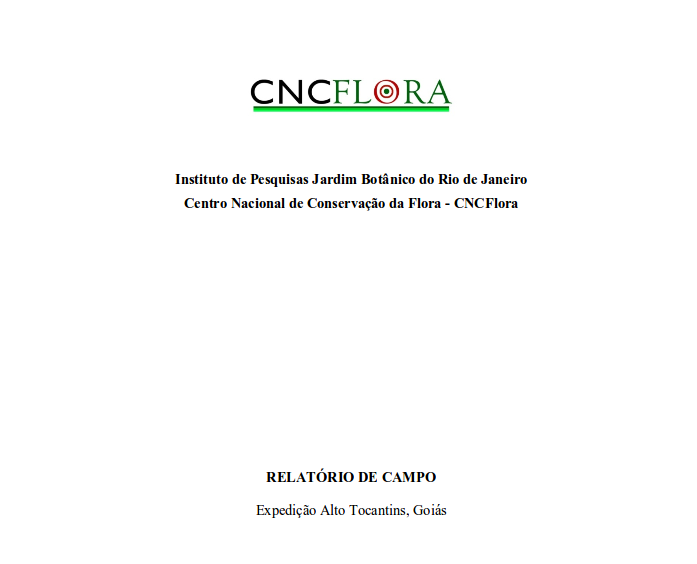 CNCFLORA
Instituto de Pesquisas Jardim Botânico do Rio de Janeiro
Centro Nacional de Conservação da Flora - CNCFlora
RELATÓRIO DE CAMPO
Expedição Alto Tocantins, Goiás